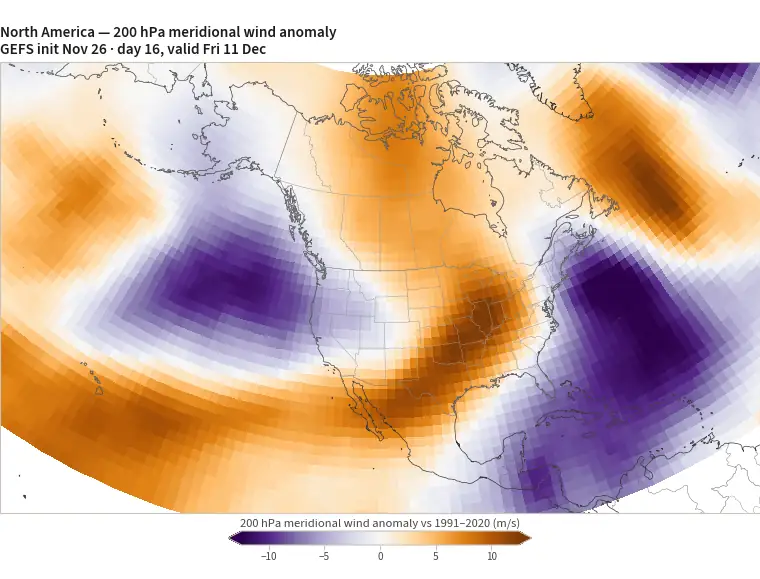 North America — 200 hPa meridional wind anomaly
GEFS init Nov 26 · day 16, valid Fri 11 Dec
200 hPa meridional wind anomaly vs 1991–2020 (m/s)
−10 −5 0 5 10